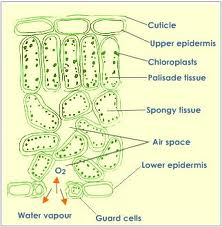 Cuticle
Upper epidermis
Chloroplasts
Palisade tissue
Spongy tissue
Air space
Lower epidermis
O₂
Water vapour
Guard cells